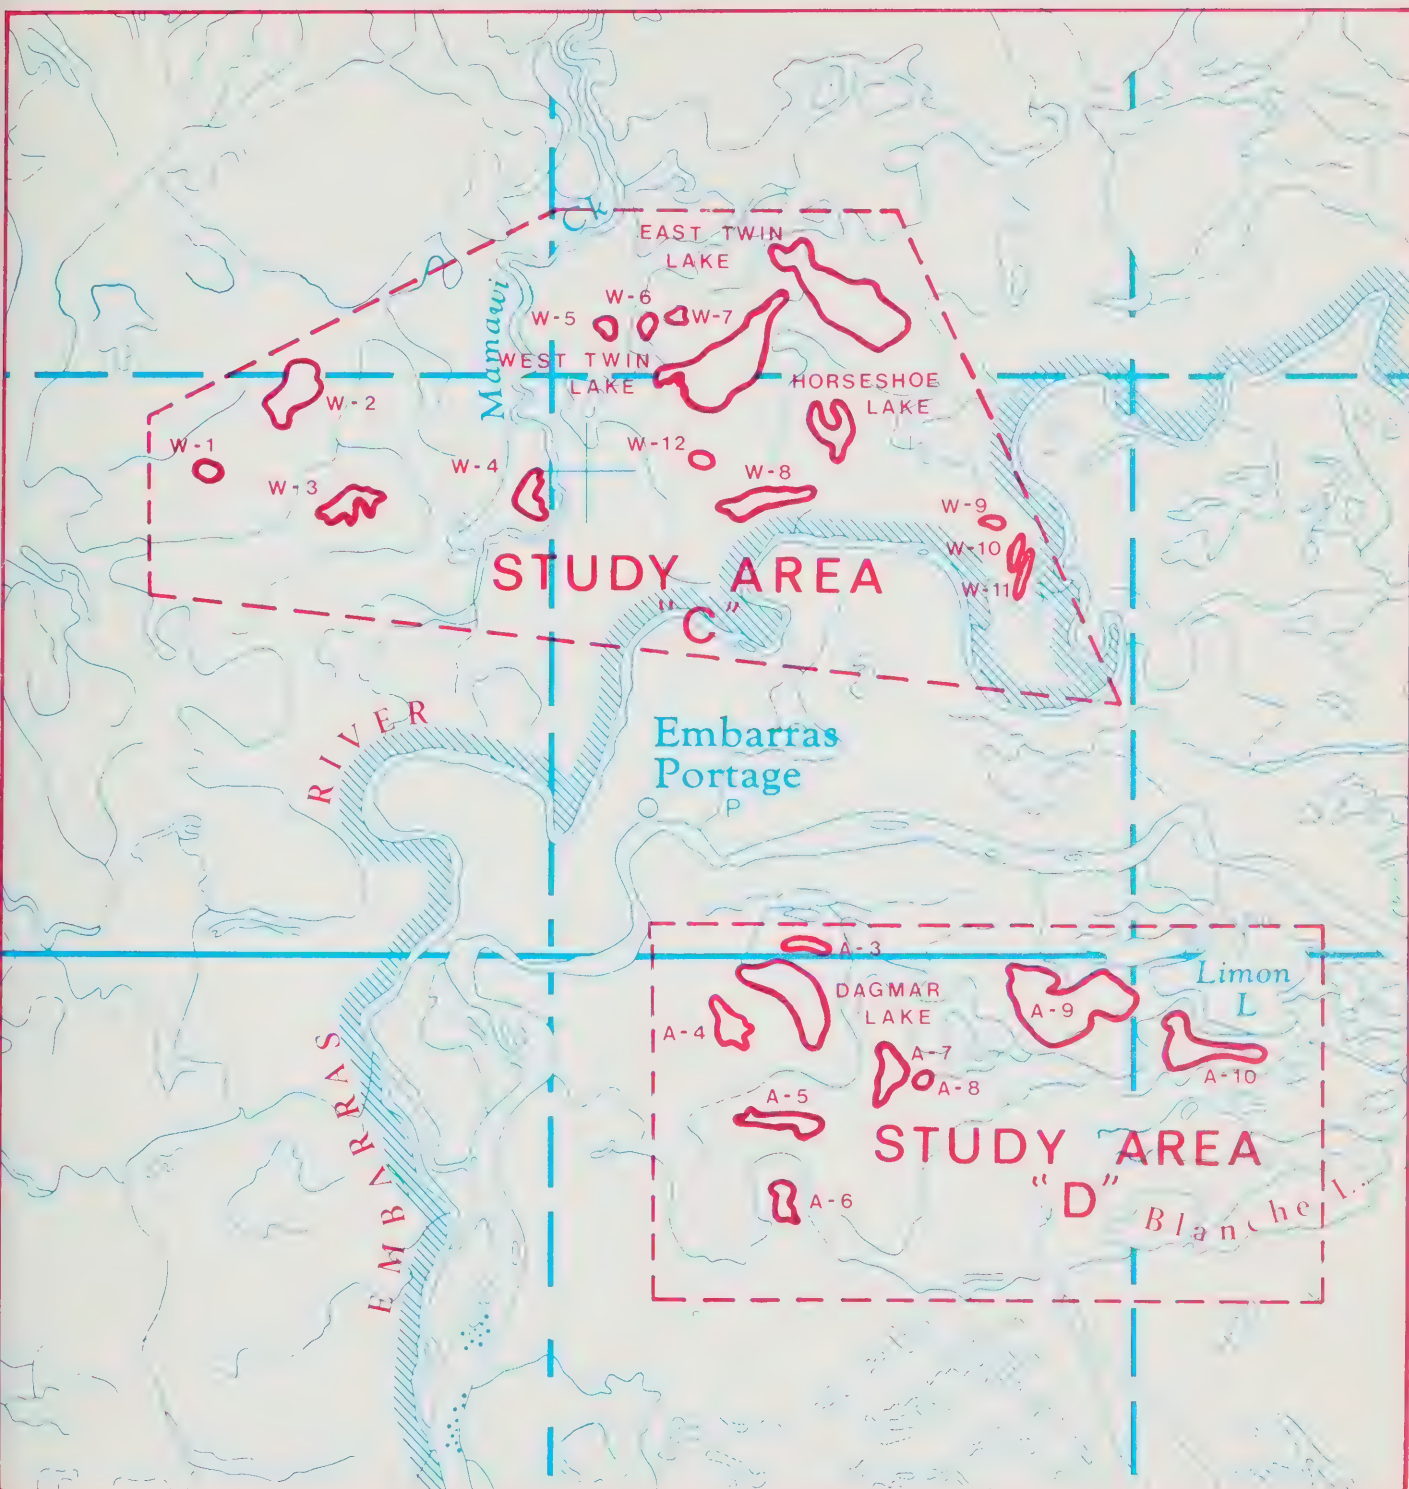 Ck
Mamawi
EAST TWIN
LAKE
W-6
W-5
W-7
WEST TWIN
LAKE
HORSESHOE
LAKE
W-2
W-1
W-12
W-4
W-8
W-3
W-9
W-10
W-11
STUDY AREA
"C"
RIVER
Embarras
Portage
P
A-3
Limon
L
DAGMAR
LAKE
A-9
A-4
A-7
A-8
A-10
A-5
STUDY AREA
"D"
A-6
Blanche L.
EMBARRAS